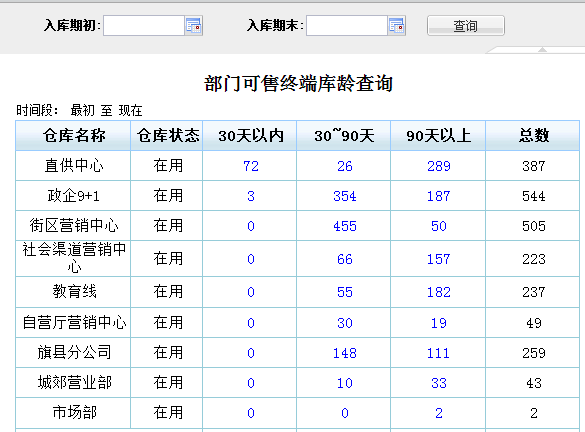 入库期初: 入库期末: 查询
部门可售终端库龄查询
时间段: 最初 至 现在
仓库名称 仓库状态 30天以内 30~90天 90天以上 总数
直供中心 在用 72 26 289 387
政企9+1 在用 3 354 187 544
街区营销中心 在用 0 455 50 505
社会渠道营销中
心 在用 0 66 157 223
教育线 在用 0 55 182 237
自营厅营销中心 在用 0 30 19 49
旗县分公司 在用 0 148 111 259
城郊营业部 在用 0 10 33 43
市场部 在用 0 0 2 2